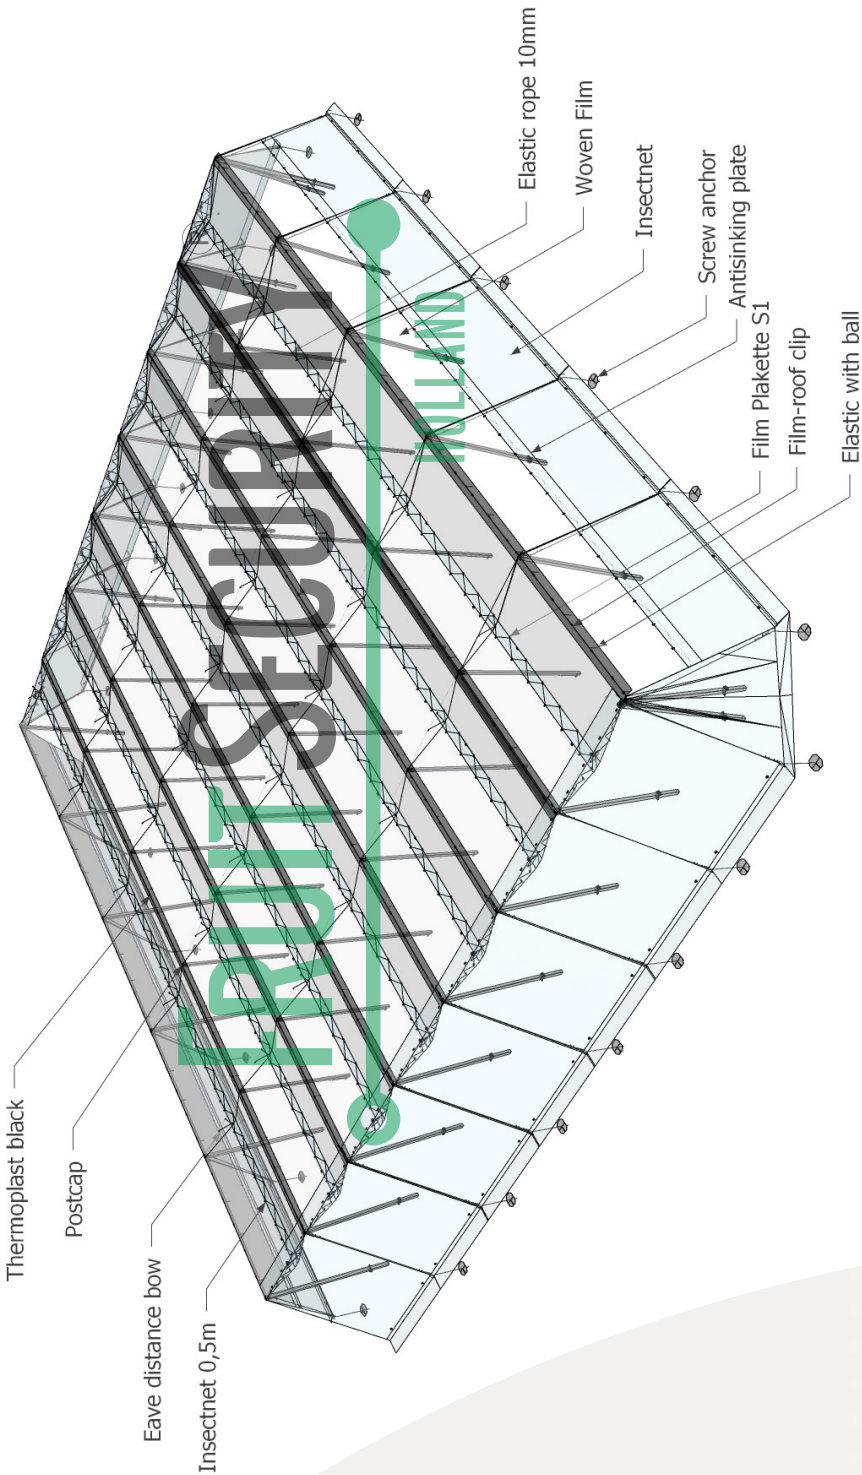 Elastic rope 10mm
Woven Film
Insectnet
Screw anchor
Antisinking plate
Film Plakette S1
Film-roof clip
Elastic with ball
Thermoplast black
Postcap
Eave distance bow
Insectnet 0,5m
FRUIT SECURITY
HOLLAND